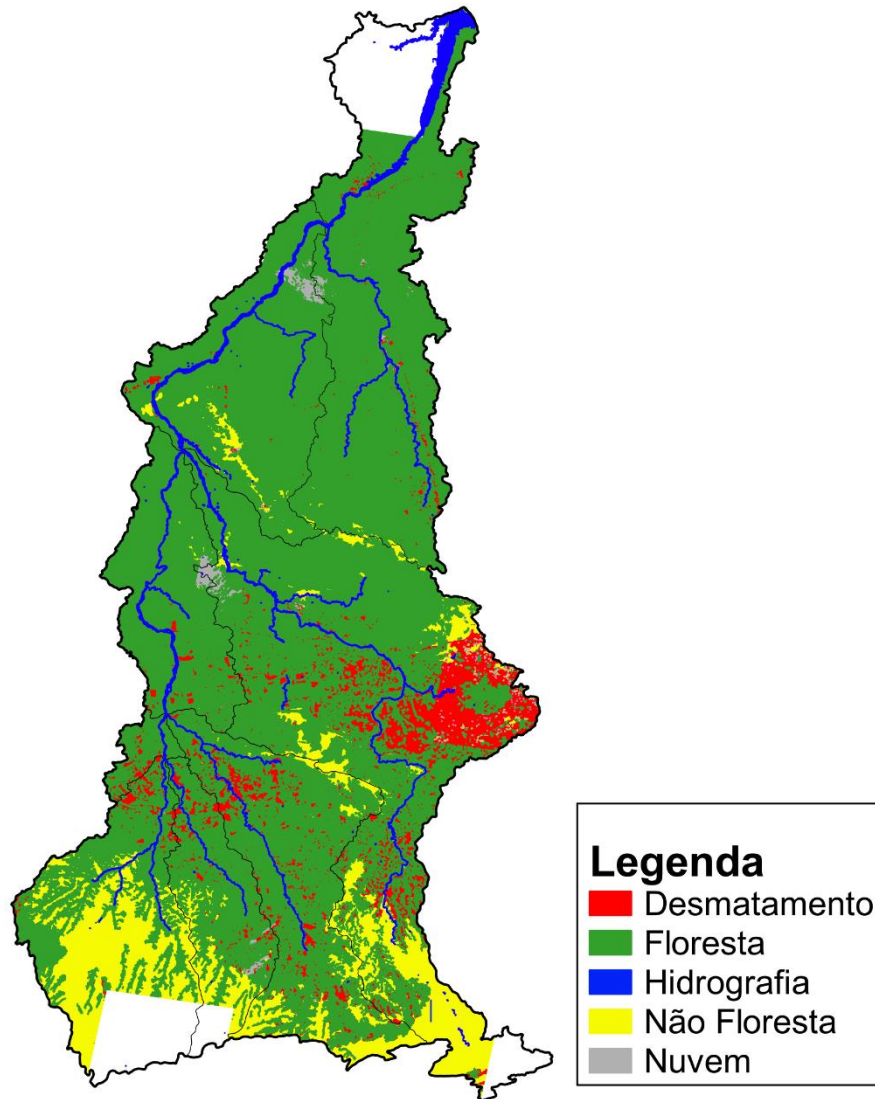 Legenda
Desmatamento
Floresta
Hidrografia
Não Floresta
Nuvem